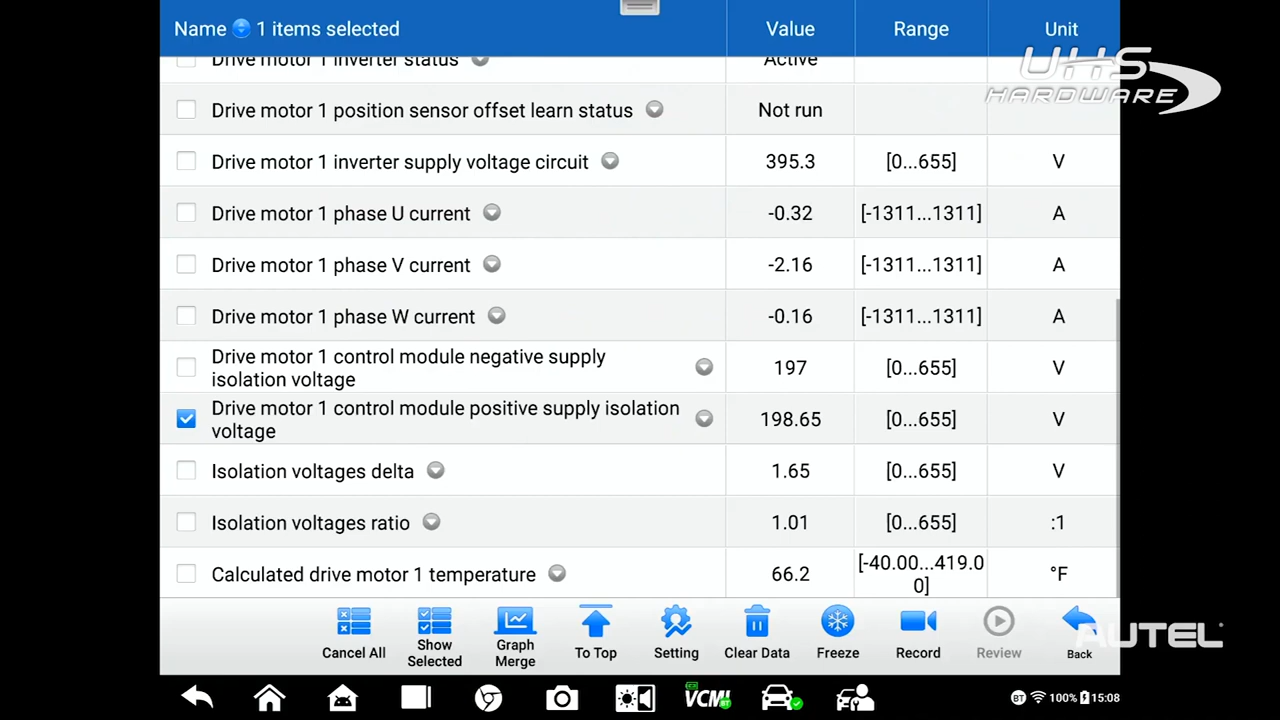 Name 1 items selected Value Range Unit
Drive motor 1 inverter status Active
UHS
HARDWARE
Drive motor 1 position sensor offset learn status Not run
Drive motor 1 inverter supply voltage circuit 395.3 [0...655] V
Drive motor 1 phase U current -0.32 [-1311...1311] A
Drive motor 1 phase V current -2.16 [-1311...1311] A
Drive motor 1 phase W current -0.16 [-1311...1311] A
Drive motor 1 control module negative supply
isolation voltage 197 [0...655] V
Drive motor 1 control module positive supply isolation
voltage 198.65 [0...655] V
Isolation voltages delta 1.65 [0...655] V
Isolation voltages ratio 1.01 [0...655] :1
Calculated drive motor 1 temperature 66.2 [-40.00...419.0
0] °F
Cancel All Show
Selected Graph
Merge To Top Setting Clear Data Freeze Record Review Back
AUTEL
VCMI BT
BT 100% 15:08